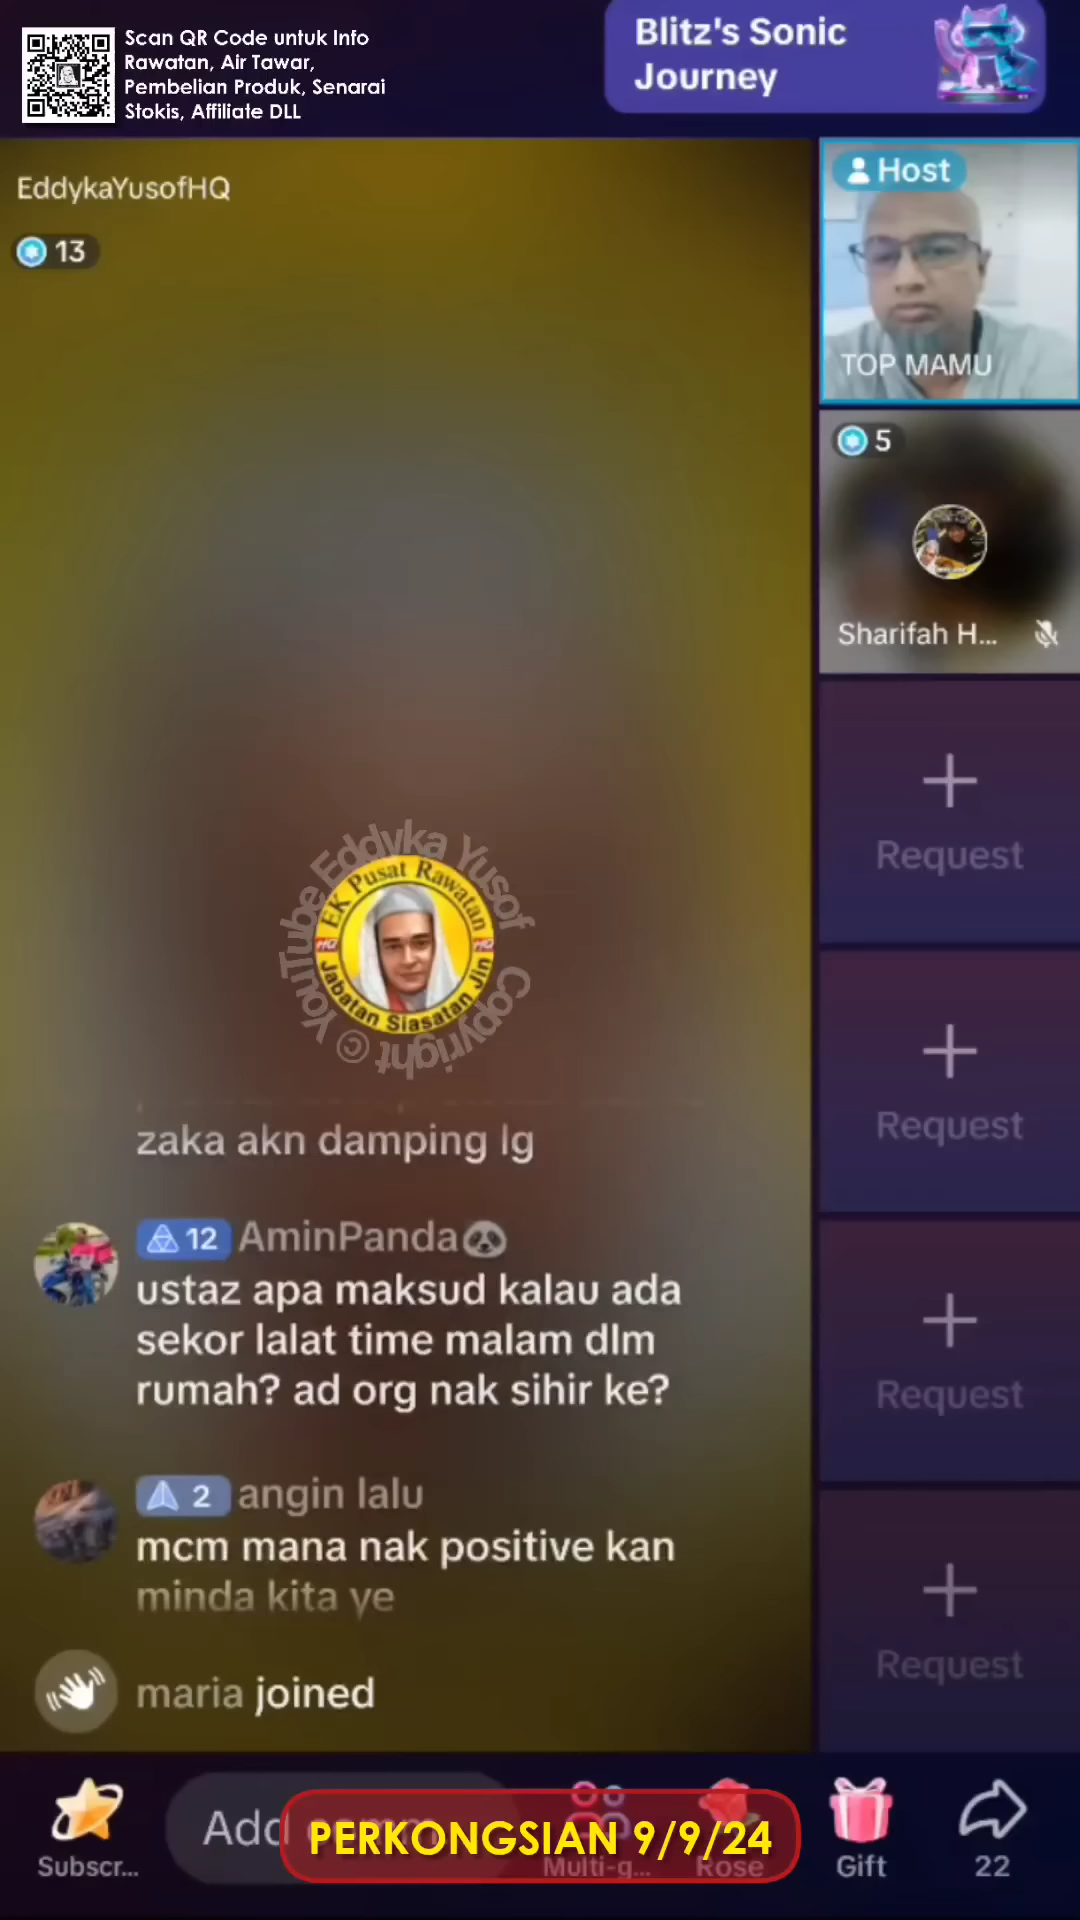 Scan QR Code untuk Info
Rawatan, Air Tawar,
Pembelian Produk, Senarai
Stokis, Affiliate DLL
Blitz's Sonic
Journey
EddykaYusofHQ
13
Host
TOP MAMU
5
Sharifah H...
Request
Request
Request
Request
EK Pusat Rawatan
HQ
HQ
Jabatan Siasatan Jin
Copyright © YouTube Eddyka Yusof
zaka akn damping lg
12 AminPanda🐼
ustaz apa maksud kalau ada
sekor lalat time malam dlm
rumah? ad org nak sihir ke?
2 angin lalu
mcm mana nak positive kan
minda kita ye
maria joined
Add comm
PERKONGSIAN 9/9/24
Subscr...
Multi-g...
Rose
Gift
22